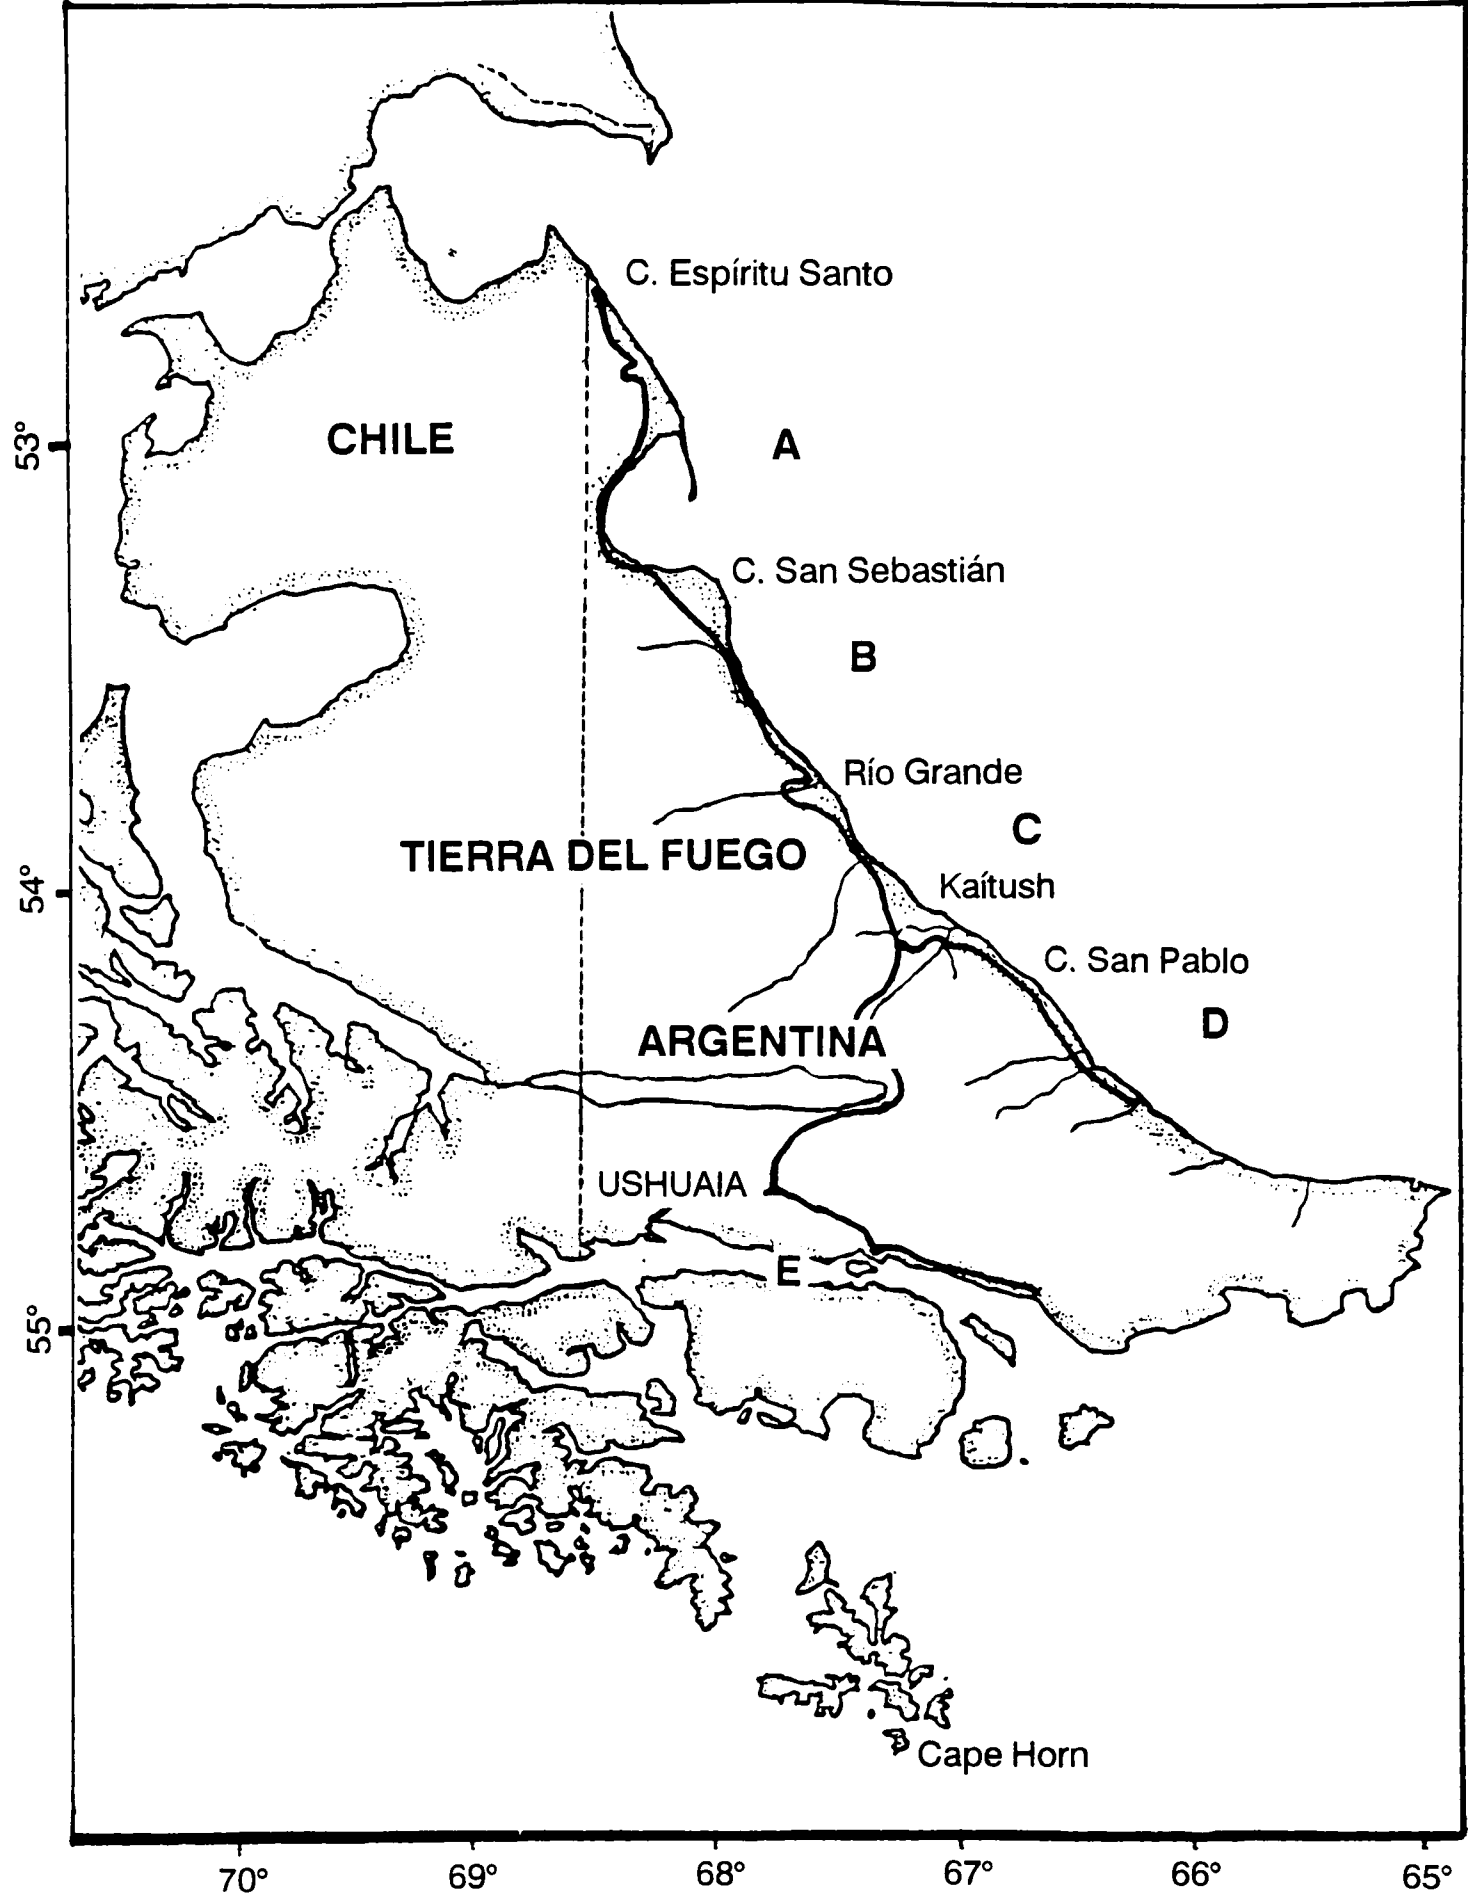 C. Espíritu Santo
53°
CHILE
A
C. San Sebastián
B
Río Grande
C
TIERRA DEL FUEGO
54°
Kaítush
C. San Pablo
D
ARGENTINA
USHUAIA
E
55°
Cape Horn
70°
69°
68°
67°
66°
65°